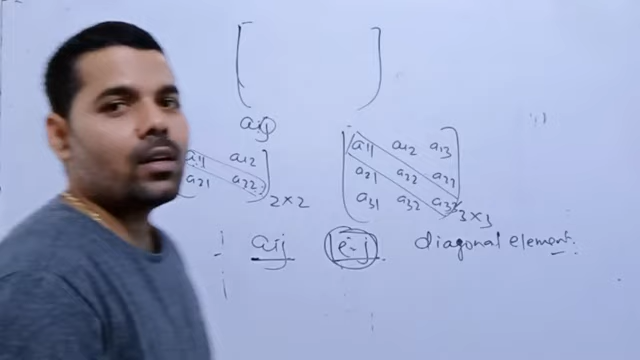 aij
a11 a12
a21 a22
2×2
a11 a12 a13
a21 a22 a23
a31 a32 a33
3×3
aij i=j diagonal element.